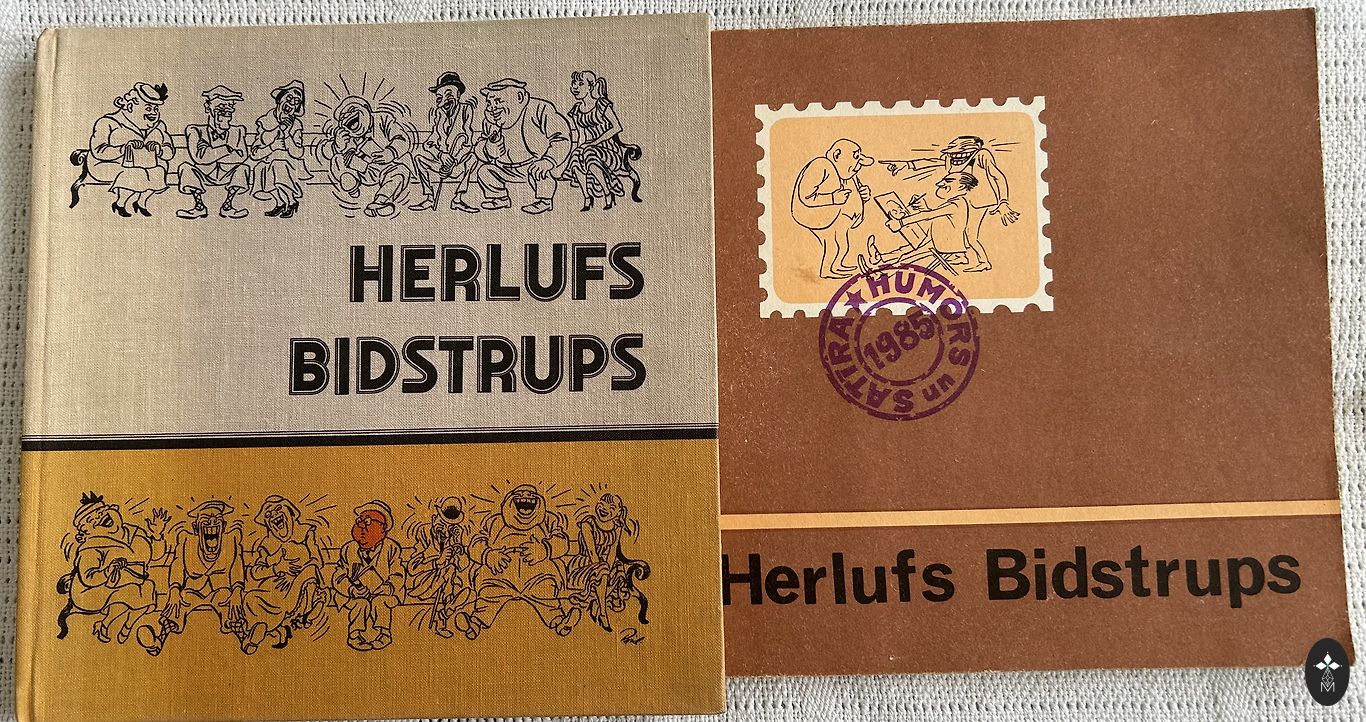 HERLUFS
BIDSTRUPS
HUMORS un SATĪRA
1985
Herlufs Bidstrups